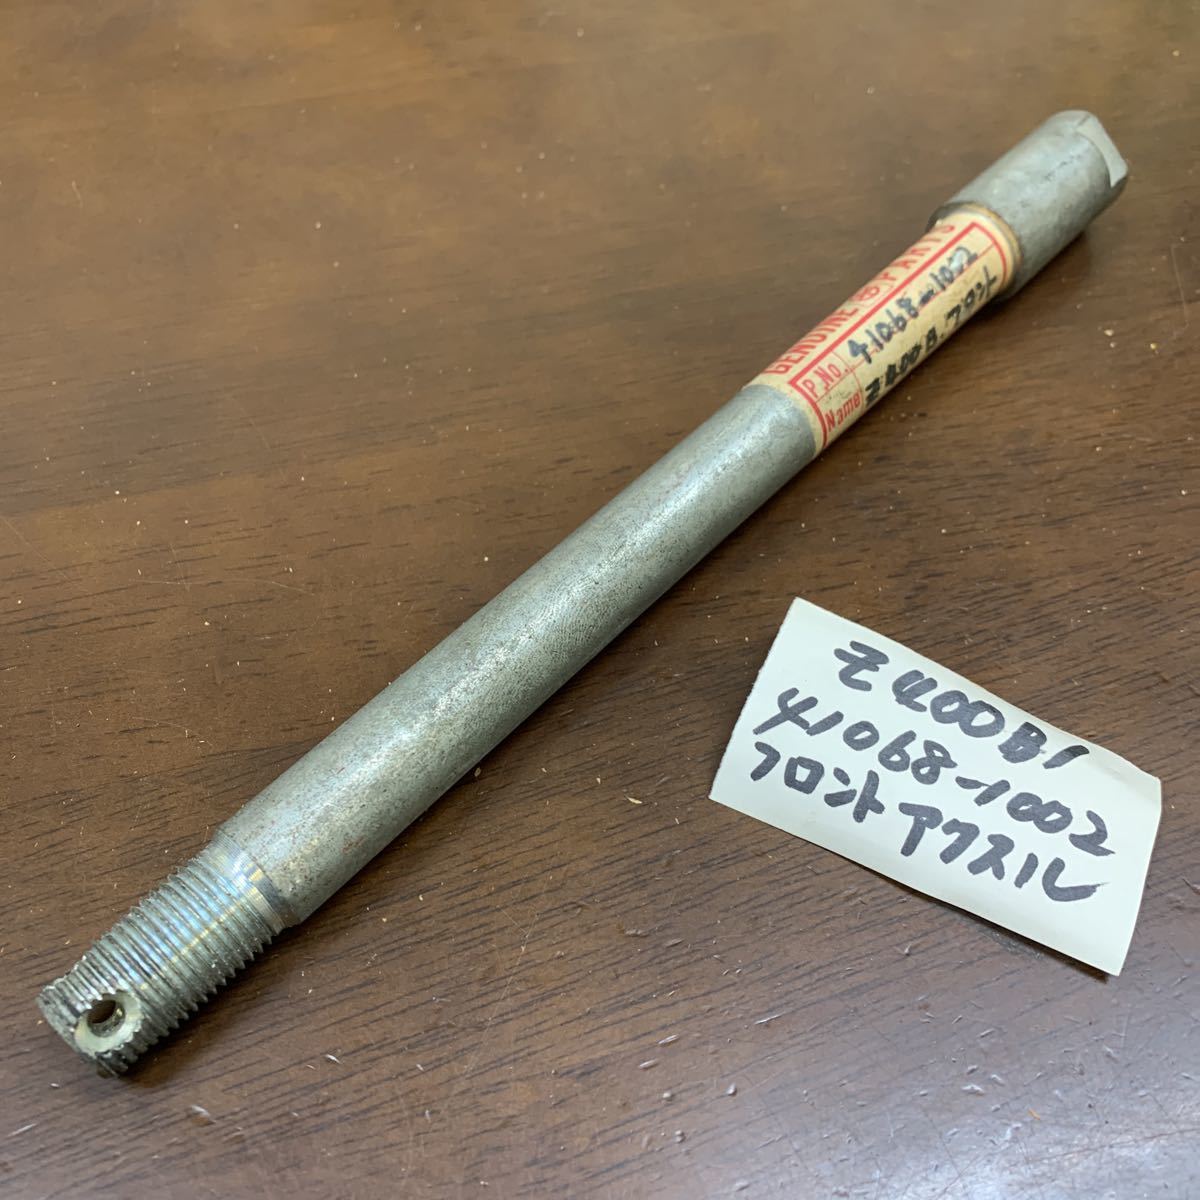 GENUINE PARTS
P.No. 41068-1002
Name Z400B.フロント
Z400B1
41068-1002
フロントアクスル